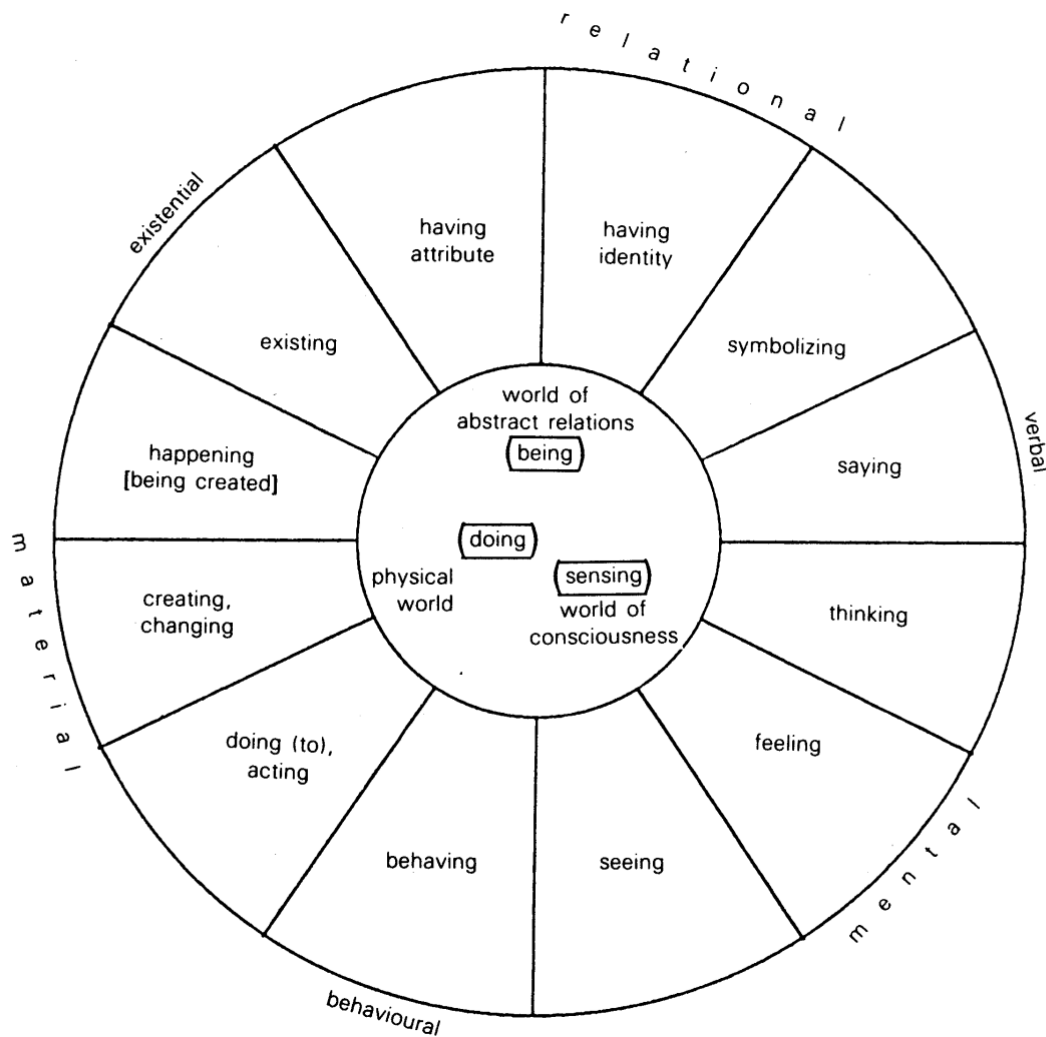 relational
existential
having
attribute
having
identity
existing
symbolizing
world of
abstract relations
being
verbal
happening
[being created]
saying
material
doing
physical
world
sensing
world of
consciousness
creating,
changing
thinking
doing (to),
acting
feeling
mental
behaving
seeing
behavioural